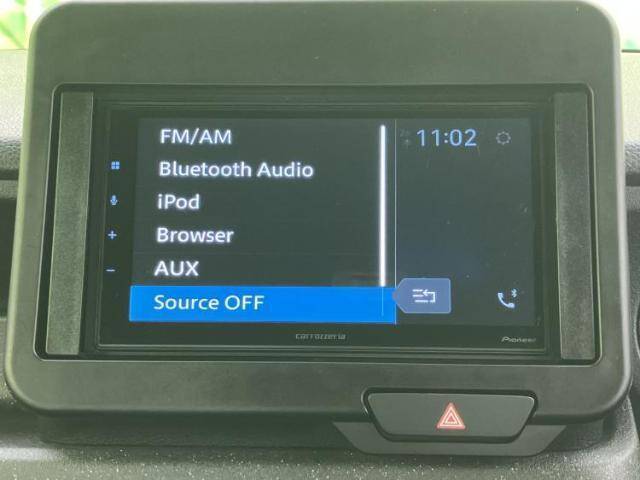 FM/AM
11:02
Bluetooth Audio
iPod
Browser
AUX
Source OFF
carrozzeria
Pioneer